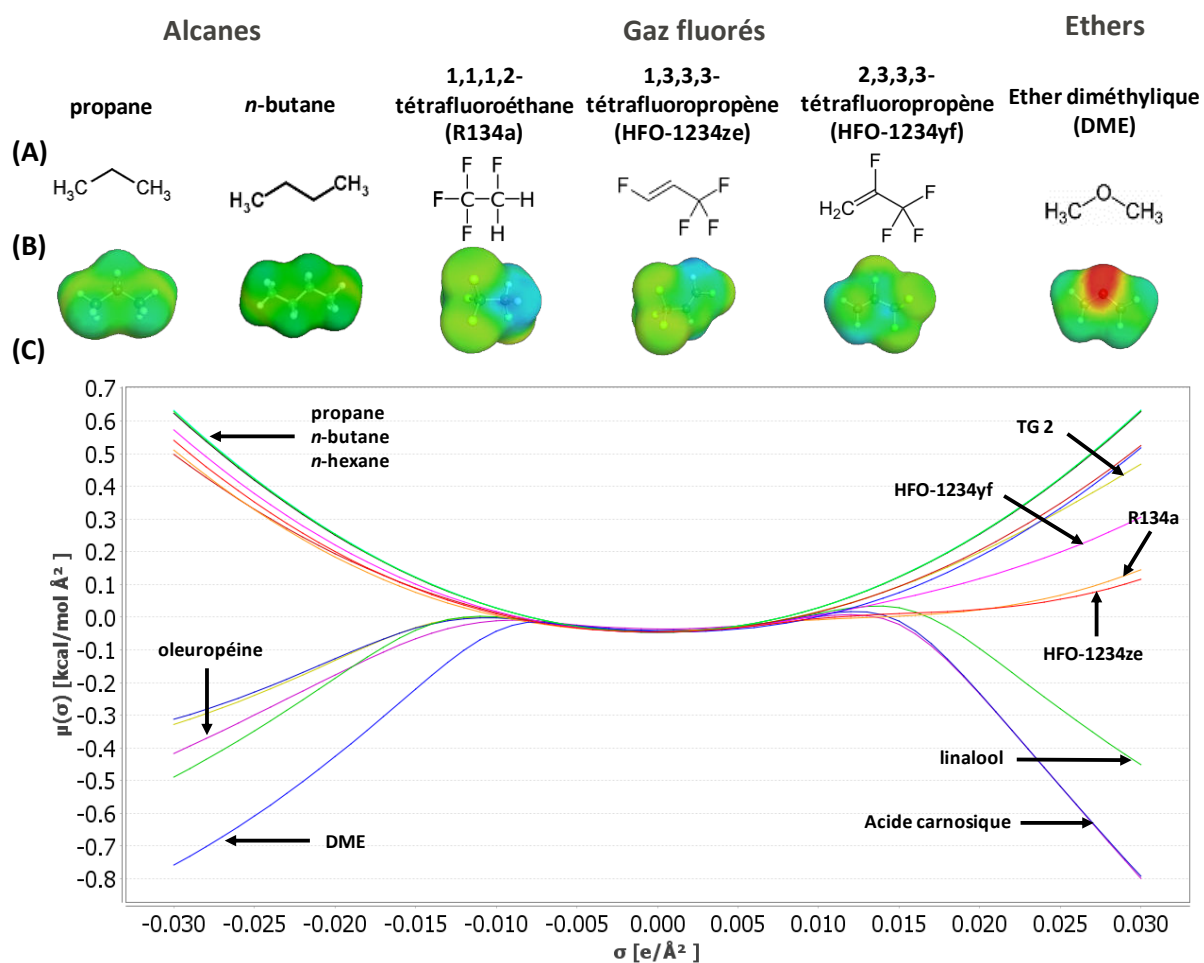 Alcanes
Gaz fluorés
Ethers
propane
n-butane
1,1,1,2-
tétrafluoroéthane
(R134a)
1,3,3,3-
tétrafluoropropène
(HFO-1234ze)
2,3,3,3-
tétrafluoropropène
(HFO-1234yf)
Ether diméthylique
(DME)
(A)
H₃C CH₃
H₃C CH₃
F F
F C C H
F H
F
F
F F
F
H₂C
F
F
F
O
H₃C CH₃
(B)
(C)
0.7
0.6
0.5
0.4
0.3
0.2
0.1
0.0
-0.1
-0.2
-0.3
-0.4
-0.5
-0.6
-0.7
-0.8
μ(σ) [kcal/mol Å²]
propane
n-butane
n-hexane
TG 2
HFO-1234yf
R134a
HFO-1234ze
oleuropéine
linalool
Acide carnosique
DME
-0.030 -0.025 -0.020 -0.015 -0.010 -0.005 0.000 0.005 0.010 0.015 0.020 0.025 0.030
σ [e/Å² ]